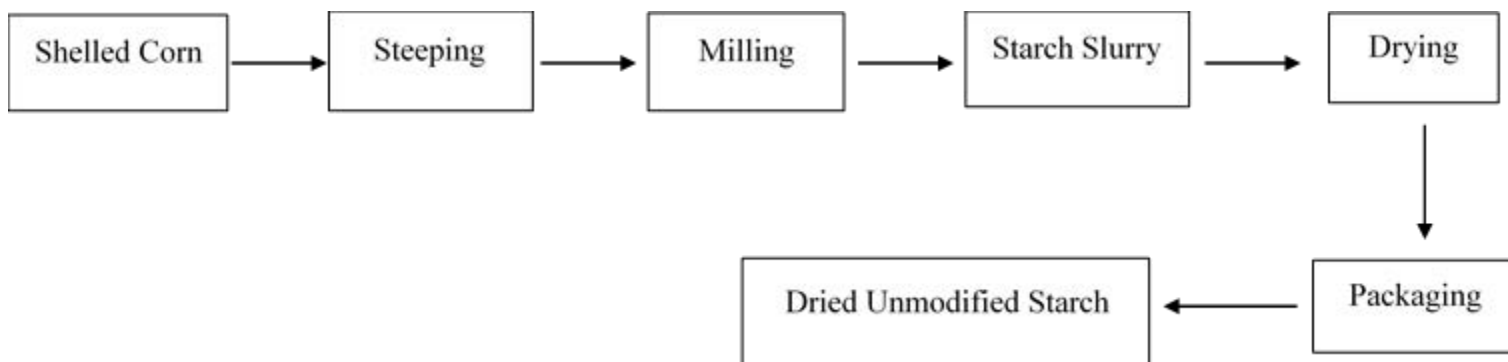 Shelled Corn
Steeping
Milling
Starch Slurry
Drying
Packaging
Dried Unmodified Starch